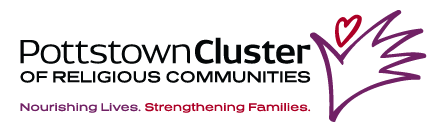 PottstownCluster
OF RELIGIOUS COMMUNITIES
Nourishing Lives. Strengthening Families.